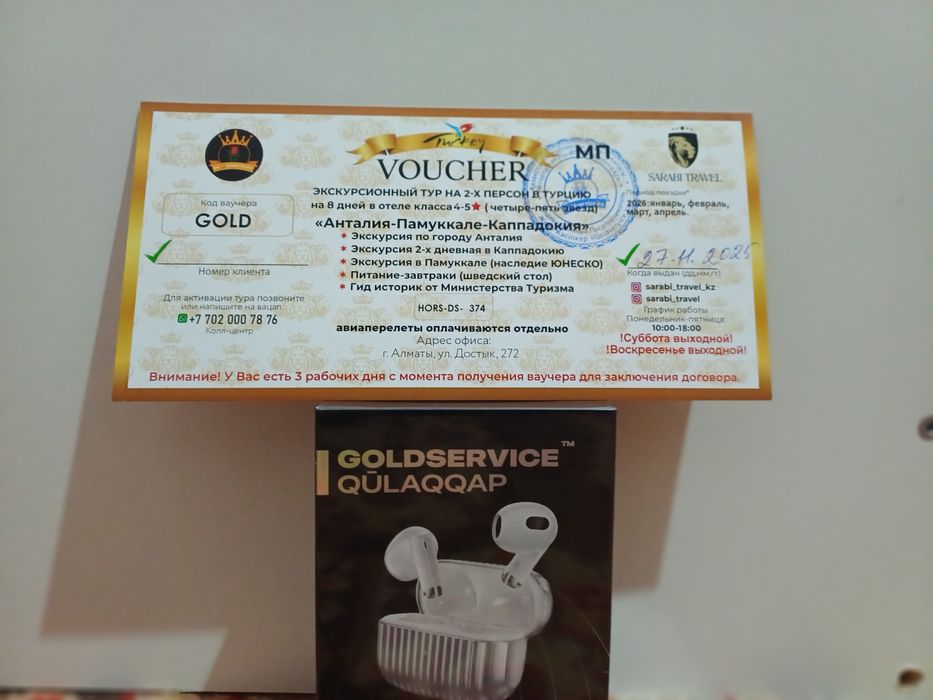 Turkey
VOUCHER
МП
SARABI TRAVEL
ЭКСКУРСИОННЫЙ ТУР НА 2-Х ПЕРСОН В ТУРЦИЮ
на 8 дней в отеле класса 4-5★ ( четыре-пять звезд)
«Анталия-Памуккале-Каппадокия»
✶ Экскурсия по городу Анталия
✶ Экскурсия 2-х дневная в Каппадокию
✶ Экскурсия в Памуккале (наследие ЮНЕСКО)
✶ Питание-завтраки (шведский стол)
✶ Гид историк от Министерства Туризма
HORS-DS- 374
авиаперелеты оплачиваются отдельно
Адрес офиса:
г. Алматы, ул. Достык, 272
Код ваучера
GOLD
Номер клиента
Для активации тура позвоните
или напишите на вацап:
+7 702 000 78 76
Колл-центр
Период поездки*
2026:январь, февраль,
март, апрель.
27.11.2025
Когда выдан (дд,мм,гг)
sarabi_travel_kz
sarabi_travel
График работы
Понедельник-пятница:
10:00-18:00
!Суббота выходной!
!Воскресенье выходной!
Внимание! У Вас есть 3 рабочих дня с момента получения ваучера для заключения договора.
GOLDSERVICE™
QŪLAQQAP